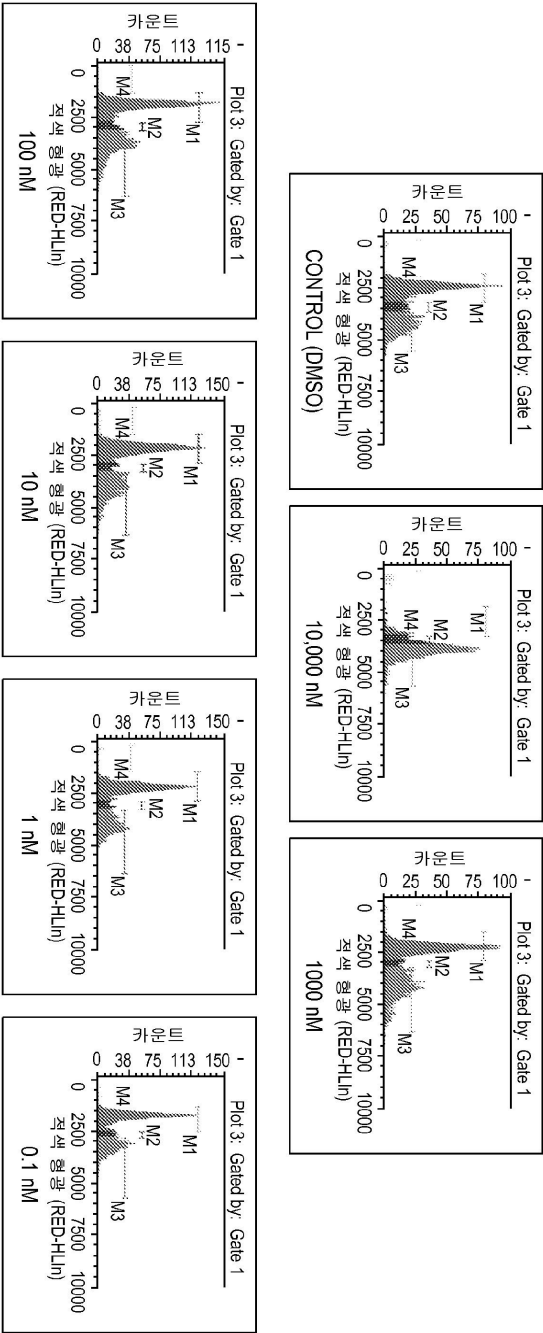 Plot 3: Gated by: Gate 1
카운트
0 25 50 75 100 -
M1
M2
M4
M3
0 2500 5000 7500 10000
적색 형광 (RED-HLin)
CONTROL (DMSO)
Plot 3: Gated by: Gate 1
카운트
0 25 50 75 100 -
M1
M2
M4
M3
0 2500 5000 7500 10000
적색 형광 (RED-HLin)
10,000 nM
Plot 3: Gated by: Gate 1
카운트
0 25 50 75 100 -
M1
M2
M4
M3
0 2500 5000 7500 10000
적색 형광 (RED-HLin)
1000 nM
Plot 3: Gated by: Gate 1
카운트
0 38 75 113 115 -
M1
M2
M4
M3
0 2500 5000 7500 10000
적색 형광 (RED-HLin)
100 nM
Plot 3: Gated by: Gate 1
카운트
0 38 75 113 150 -
M1
M2
M4
M3
0 2500 5000 7500 10000
적색 형광 (RED-HLin)
10 nM
Plot 3: Gated by: Gate 1
카운트
0 38 75 113 150 -
M1
M2
M4
M3
0 2500 5000 7500 10000
적색 형광 (RED-HLin)
1 nM
Plot 3: Gated by: Gate 1
카운트
0 38 75 113 150 -
M1
M2
M4
M3
0 2500 5000 7500 10000
적색 형광 (RED-HLin)
0.1 nM